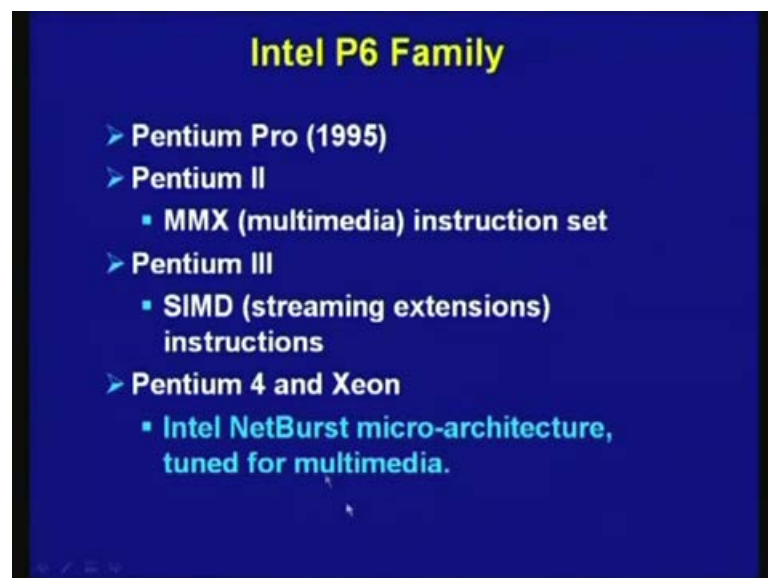 Intel P6 Family
➢ Pentium Pro (1995)
➢ Pentium II
▪ MMX (multimedia) instruction set
➢ Pentium III
▪ SIMD (streaming extensions)
instructions
➢ Pentium 4 and Xeon
▪ Intel NetBurst micro-architecture,
tuned for multimedia.